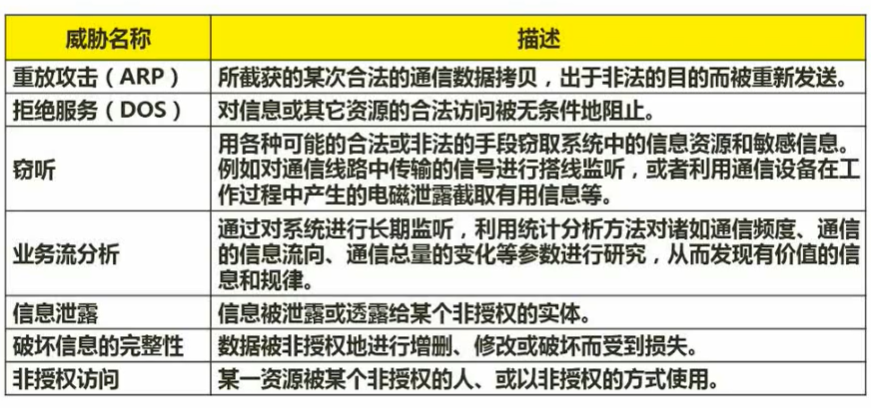 威胁名称 描述
重放攻击（ARP） 所截获的某次合法的通信数据拷贝，出于非法的目的而被重新发送。
拒绝服务（DOS） 对信息或其它资源的合法访问被无条件地阻止。
窃听 用各种可能的合法或非法的手段窃取系统中的信息资源和敏感信息。
例如对通信线路中传输的信号进行搭线监听，或者利用通信设备在工
作过程中产生的电磁泄露截取有用信息等。
业务流分析 通过对系统进行长期监听，利用统计分析方法对诸如通信频度、通信
的信息流向、通信总量的变化等参数进行研究，从而发现有价值的信
息和规律。
信息泄露 信息被泄露或透露给某个非授权的实体。
破坏信息的完整性 数据被非授权地进行增删、修改或破坏而受到损失。
非授权访问 某一资源被某个非授权的人、或以非授权的方式使用。